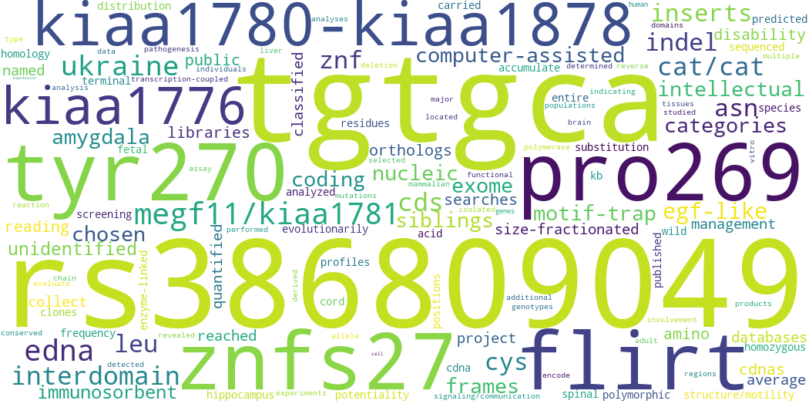 distribution carried analyses kiaa1780-kiaa1878 inserts human predicted
type data pathogenesis computer-assisted disability domains
homology ukraine public znf indel sequenced
named individuals liver accumulate determined reverse cat/cat multiple
terminal transcription-coupled classified deletion indicating intellectual
kiaa1776 analysis tgtgca major entire populations tissues asn species
expression residues located brain studied categories
amygdala libraries orthologs polymerase substitution
tyr270 fetal selected nucleic functional pro269 kb vitro
assay coding mammalian exome
reaction analyzed mutations searches
screening megf11/kiaa1781 cds isolated genes motif-trap egf-like
reading chosen performed evolutionarily siblings size-fractionated wild management
unidentified acid published
rs386809049 quantified profiles positions
enzyme-linked chain evaluate derived cord additional genotypes products
collect clones involvement
conserved frequency revealed reached allele project adult amino databases
edna leu znfs27 cdna cys flirt homozygous
detected cell encode regions cdnas
interdomain frames average
immunosorbent hippocampus experiments potentiality signaling/communication spinal polymorphic structure/motility